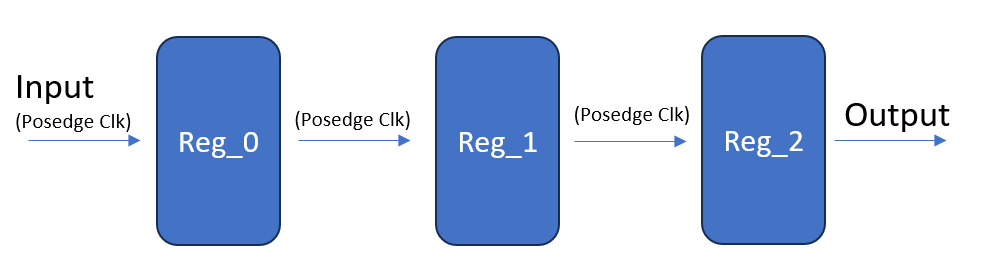 Input
(Posedge Clk)
Reg_0
(Posedge Clk)
Reg_1
(Posedge Clk)
Reg_2
Output